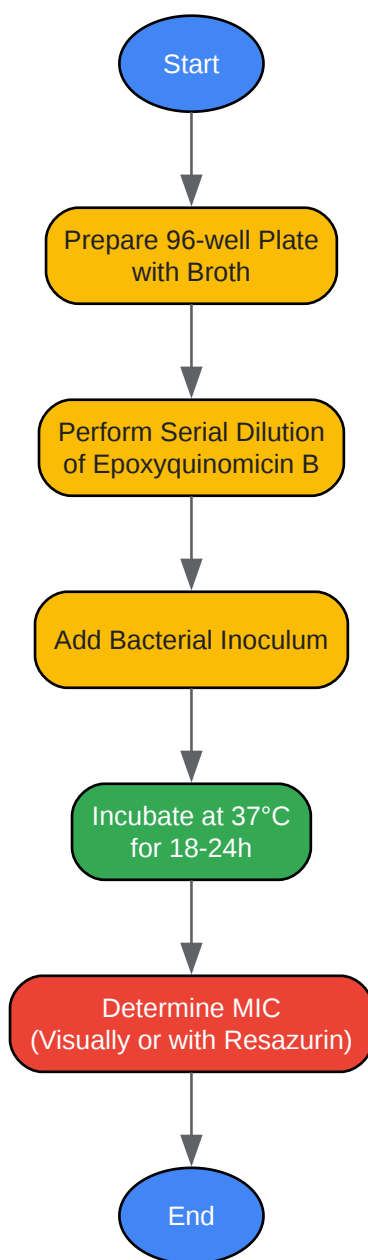 Start
Prepare 96-well Plate
with Broth
Perform Serial Dilution
of Epoxyquinomicin B
Add Bacterial Inoculum
Incubate at 37°C
for 18-24h
Determine MIC
(Visually or with Resazurin)
End